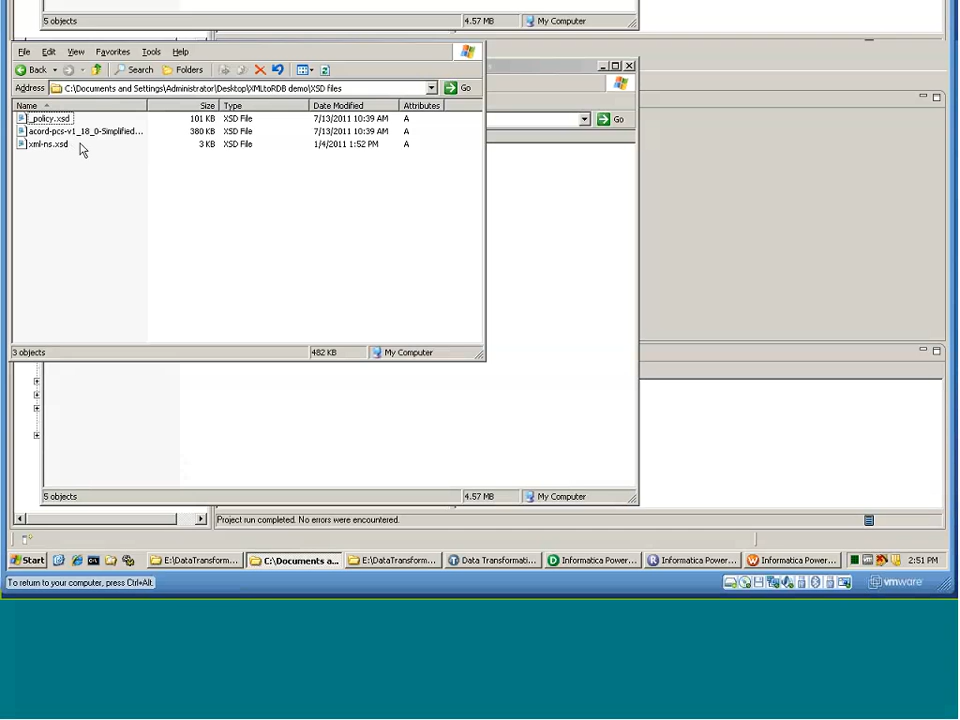 5 objects 4.57 MB My Computer
File Edit View Favorites Tools Help
Back Search Folders
Address C:\Documents and Settings\Administrator\Desktop\XMLtoRDB demo\XSD files Go
Go
Name Size Type Date Modified Attributes
_policy.xsd 101 KB XSD File 7/13/2011 10:39 AM A
acord-pcs-v1_18_0-Simplified... 380 KB XSD File 7/13/2011 10:39 AM A
xml-ns.xsd 3 KB XSD File 1/4/2011 1:52 PM A
3 objects 482 KB My Computer
5 objects 4.57 MB My Computer
Project run completed. No errors were encountered.
Start E:\DataTransform... C:\Documents a... E:\DataTransform... Data Transformati... Informatica Power... Informatica Power... Informatica Power... 2:51 PM
To return to your computer, press Ctrl+Alt. vmware